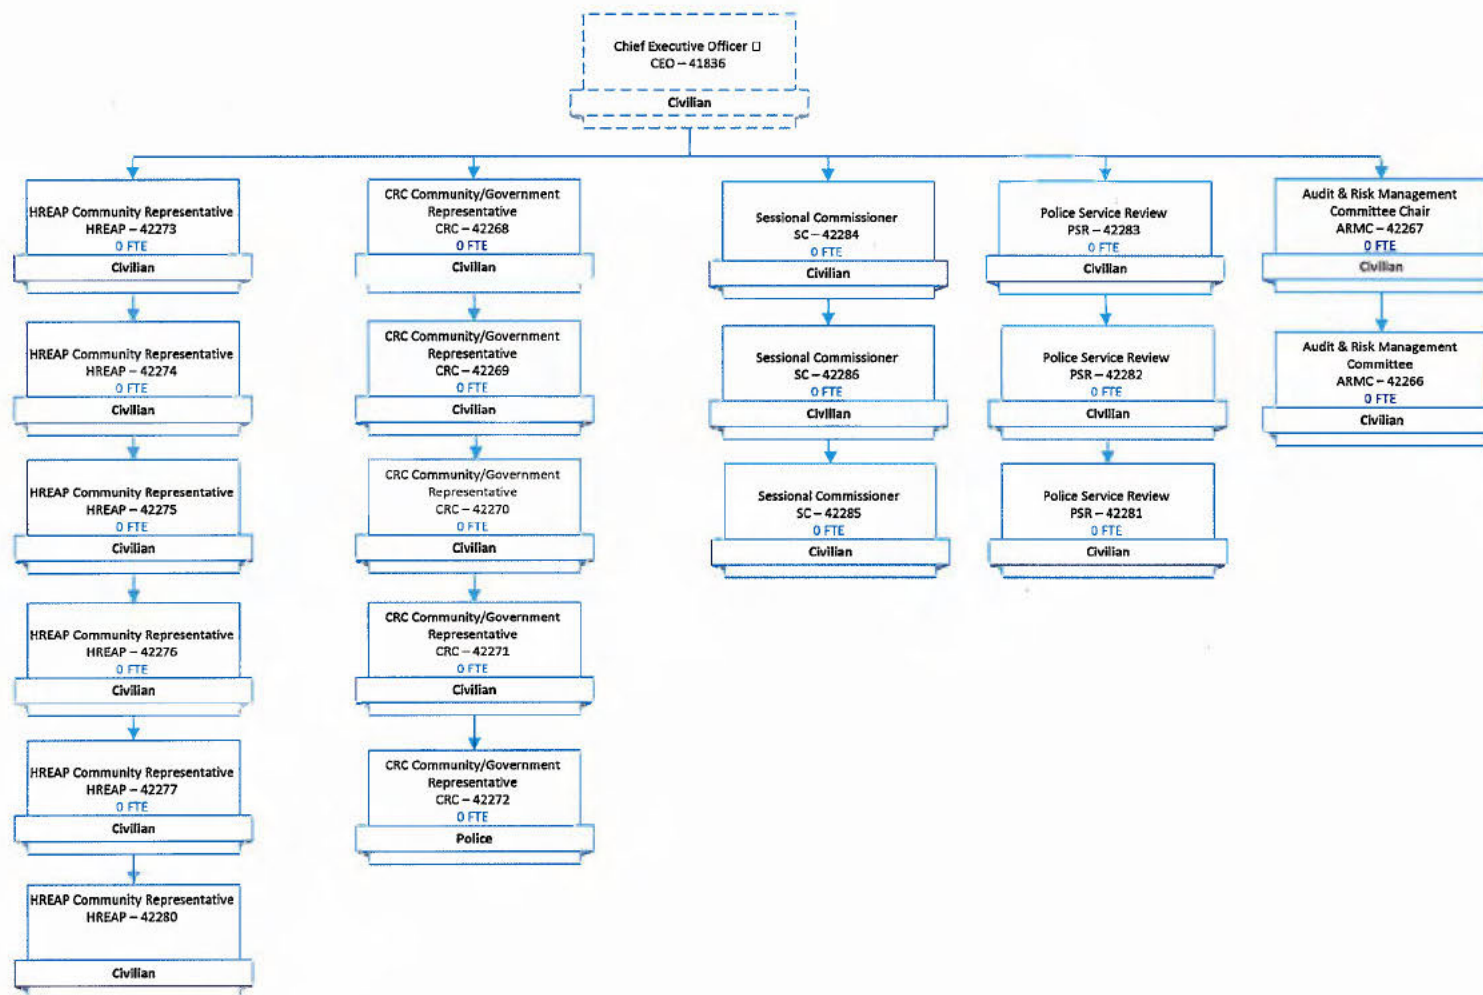 Chief Executive Officer □
CEO – 41836
Civilian
HREAP Community Representative
HREAP – 42273
0 FTE
Civilian
HREAP Community Representative
HREAP – 42274
0 FTE
Civilian
HREAP Community Representative
HREAP – 42275
0 FTE
Civilian
HREAP Community Representative
HREAP – 42276
0 FTE
Civilian
HREAP Community Representative
HREAP – 42277
0 FTE
Civilian
HREAP Community Representative
HREAP – 42280
Civilian
CRC Community/Government
Representative
CRC – 42268
0 FTE
Civilian
CRC Community/Government
Representative
CRC – 42269
0 FTE
Civilian
CRC Community/Government
Representative
CRC – 42270
0 FTE
Civilian
CRC Community/Government
Representative
CRC – 42271
0 FTE
Civilian
CRC Community/Government
Representative
CRC – 42272
0 FTE
Police
Sessional Commissioner
SC – 42284
0 FTE
Civilian
Sessional Commissioner
SC – 42286
0 FTE
Civilian
Sessional Commissioner
SC – 42285
0 FTE
Civilian
Police Service Review
PSR – 42283
0 FTE
Civilian
Police Service Review
PSR – 42282
0 FTE
Civilian
Police Service Review
PSR – 42281
0 FTE
Civilian
Audit & Risk Management
Committee Chair
ARMC – 42267
0 FTE
Civilian
Audit & Risk Management
Committee
ARMC – 42266
0 FTE
Civilian